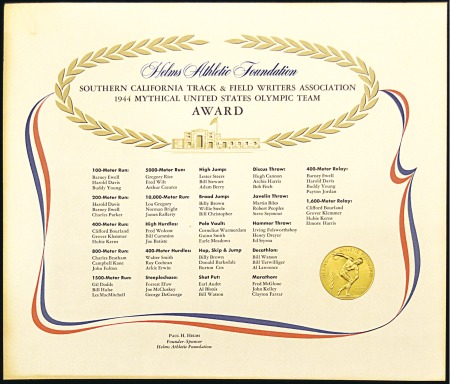 Helms Athletic Foundation
SOUTHERN CALIFORNIA TRACK & FIELD WRITERS ASSOCIATION
1944 MYTHICAL UNITED STATES OLYMPIC TEAM
AWARD
100-Meter Run:
Barney Ewell
Harold Davis
Buddy Young
200-Meter Run:
Harold Davis
Barney Ewell
Charles Parker
400-Meter Run:
Clifford Bourland
Grover Klemmer
Hubie Kerns
800-Meter Run:
Charles Beetham
Campbell Kane
John Fulton
1500-Meter Run:
Gil Dodds
Bill Hulse
Les MacMitchell
5000-Meter Run:
Gregory Rice
Fred Wilt
Arthur Cazares
10,000-Meter Run:
Lou Gregory
Norman Bright
James Rafferty
High Hurdles:
Fred Wolcott
Bill Cummins
Joe Batiste
400-Meter Hurdles:
Walter Smith
Roy Cochran
Arkie Erwin
Steeplechase:
Forrest Efaw
Joe McCluskey
George DeGeorge
High Jump:
Lester Steers
Bill Stewart
Adam Berry
Broad Jump:
Billy Brown
Willie Steele
Bill Christopher
Pole Vault:
Cornelius Warmerdam
Guinn Smith
Earle Meadows
Hop, Skip & Jump
Billy Brown
Donald Barksdale
Burton Cox
Shot Put:
Earl Audet
Al Blozis
Bill Watson
Discus Throw:
Hugh Cannon
Archie Harris
Bob Fitch
Javelin Throw:
Martin Biles
Robert Peoples
Steve Seymour
Hammer Throw:
Irving Folswartshny
Henry Dreyer
Ed Styrna
Decathlon:
Bill Watson
Bill Terwilliger
Al Lawrence
Marathon:
Fred McGlone
John Kelley
Clayton Farrar
400-Meter Relay:
Barney Ewell
Harold Davis
Buddy Young
Payton Jordan
1,600-Meter Relay:
Clifford Bourland
Grover Klemmer
Hubie Kerns
Elmore Harris
Paul H. Helms
Founder-Sponsor
Helms Athletic Foundation